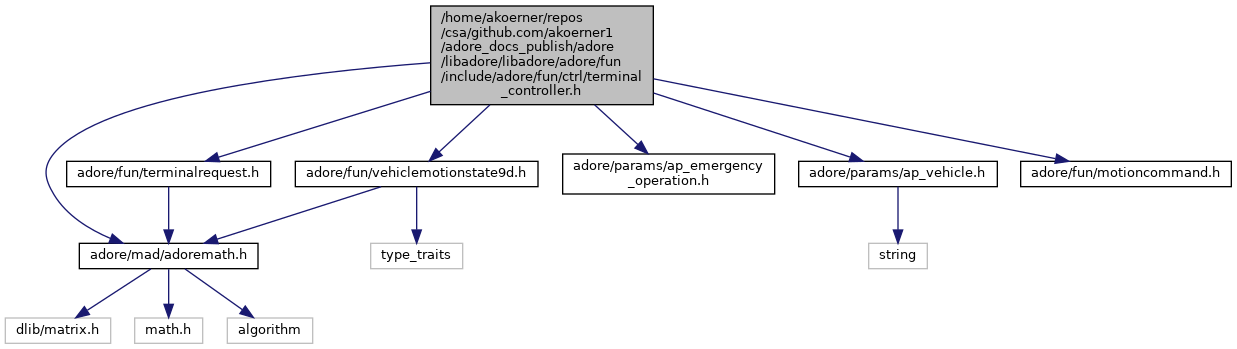 /home/akoerner/repos
/csa/github.com/akoerner1
/adore_docs_publish/adore
/libadore/libadore/adore/fun
/include/adore/fun/ctrl/terminal
_controller.h
adore/fun/terminalrequest.h
adore/fun/vehiclemotionstate9d.h
adore/params/ap_emergency
_operation.h
adore/params/ap_vehicle.h
adore/fun/motioncommand.h
adore/mad/adoremath.h
type_traits
string
dlib/matrix.h
math.h
algorithm